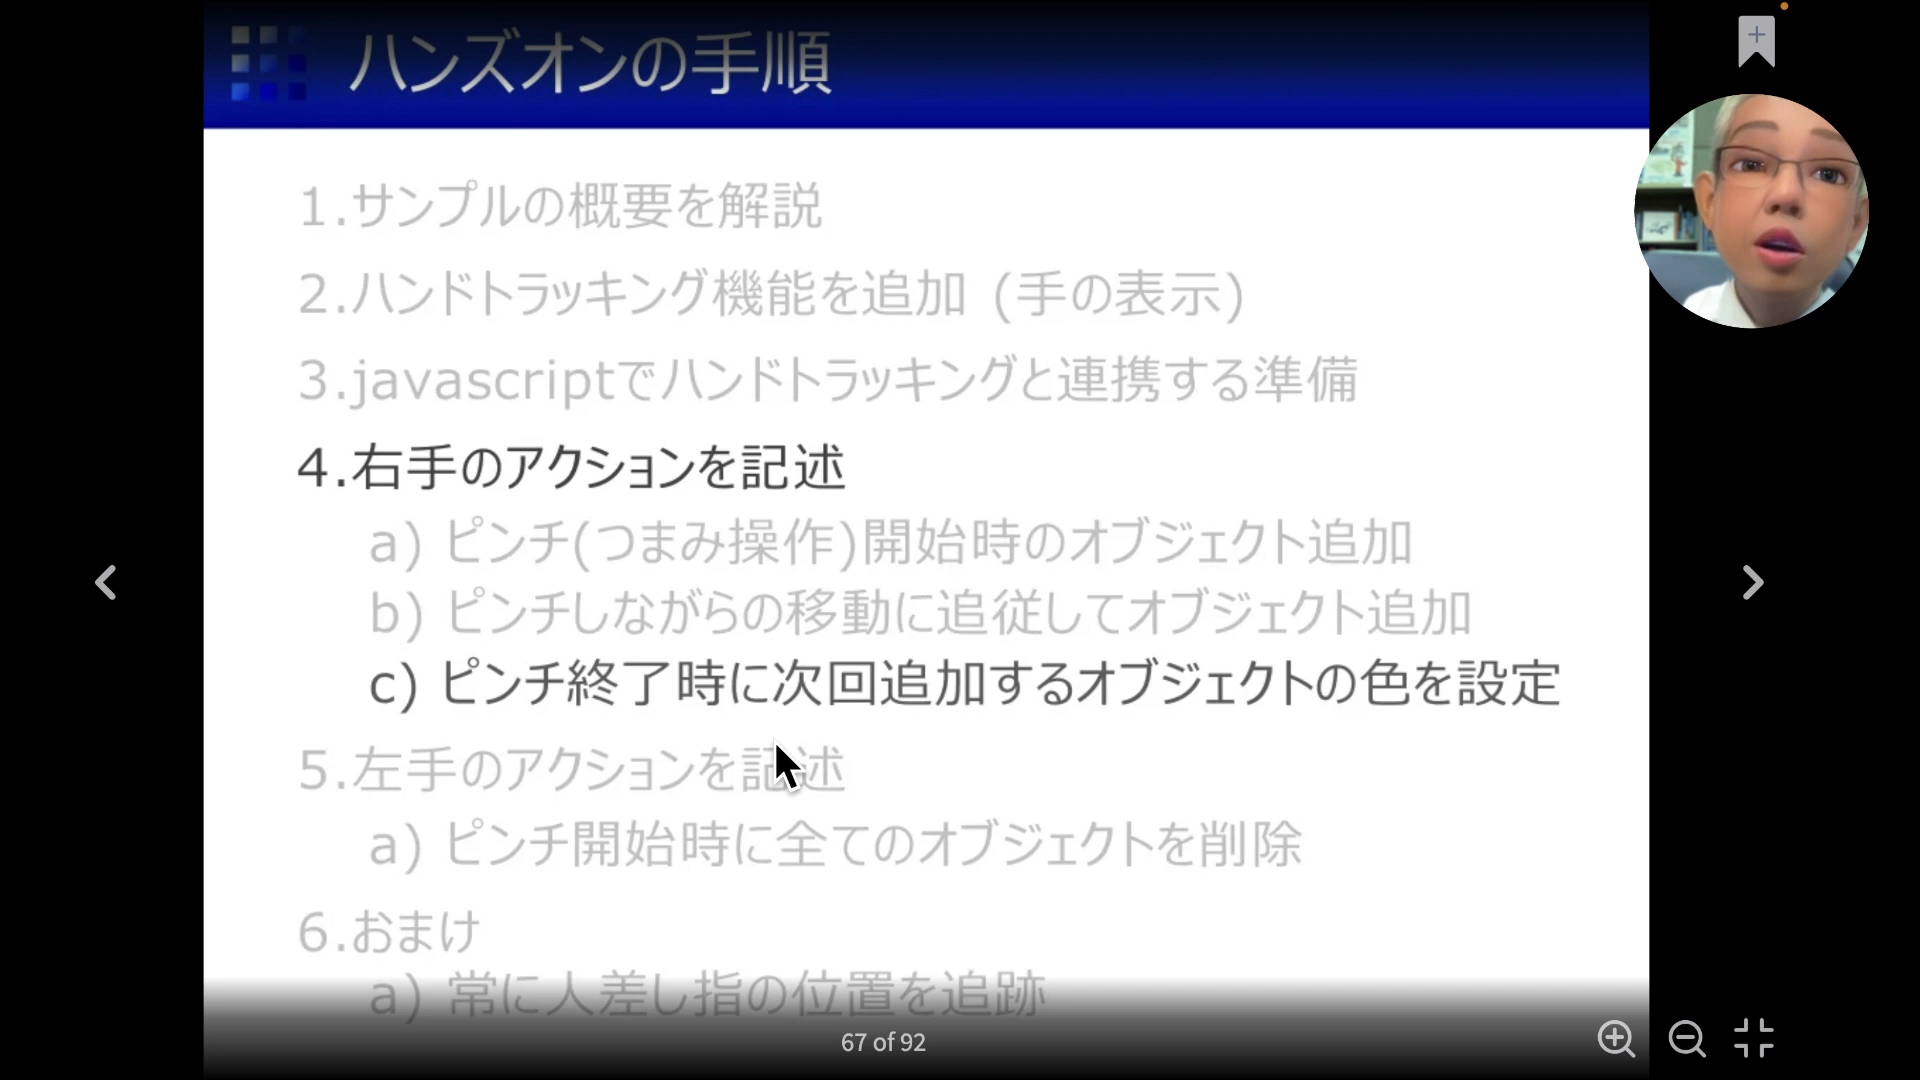 ハンズオンの手順
1.サンプルの概要を解説
2.ハンドトラッキング機能を追加 (手の表示)
3.javascriptでハンドトラッキングと連携する準備
4.右手のアクションを記述
a) ピンチ(つまみ操作)開始時のオブジェクト追加
b) ピンチしながらの移動に追従してオブジェクト追加
c) ピンチ終了時に次回追加するオブジェクトの色を設定
5.左手のアクションを記述
a) ピンチ開始時に全てのオブジェクトを削除
6.おまけ
a) 常に人差し指の位置を追跡
67 of 92